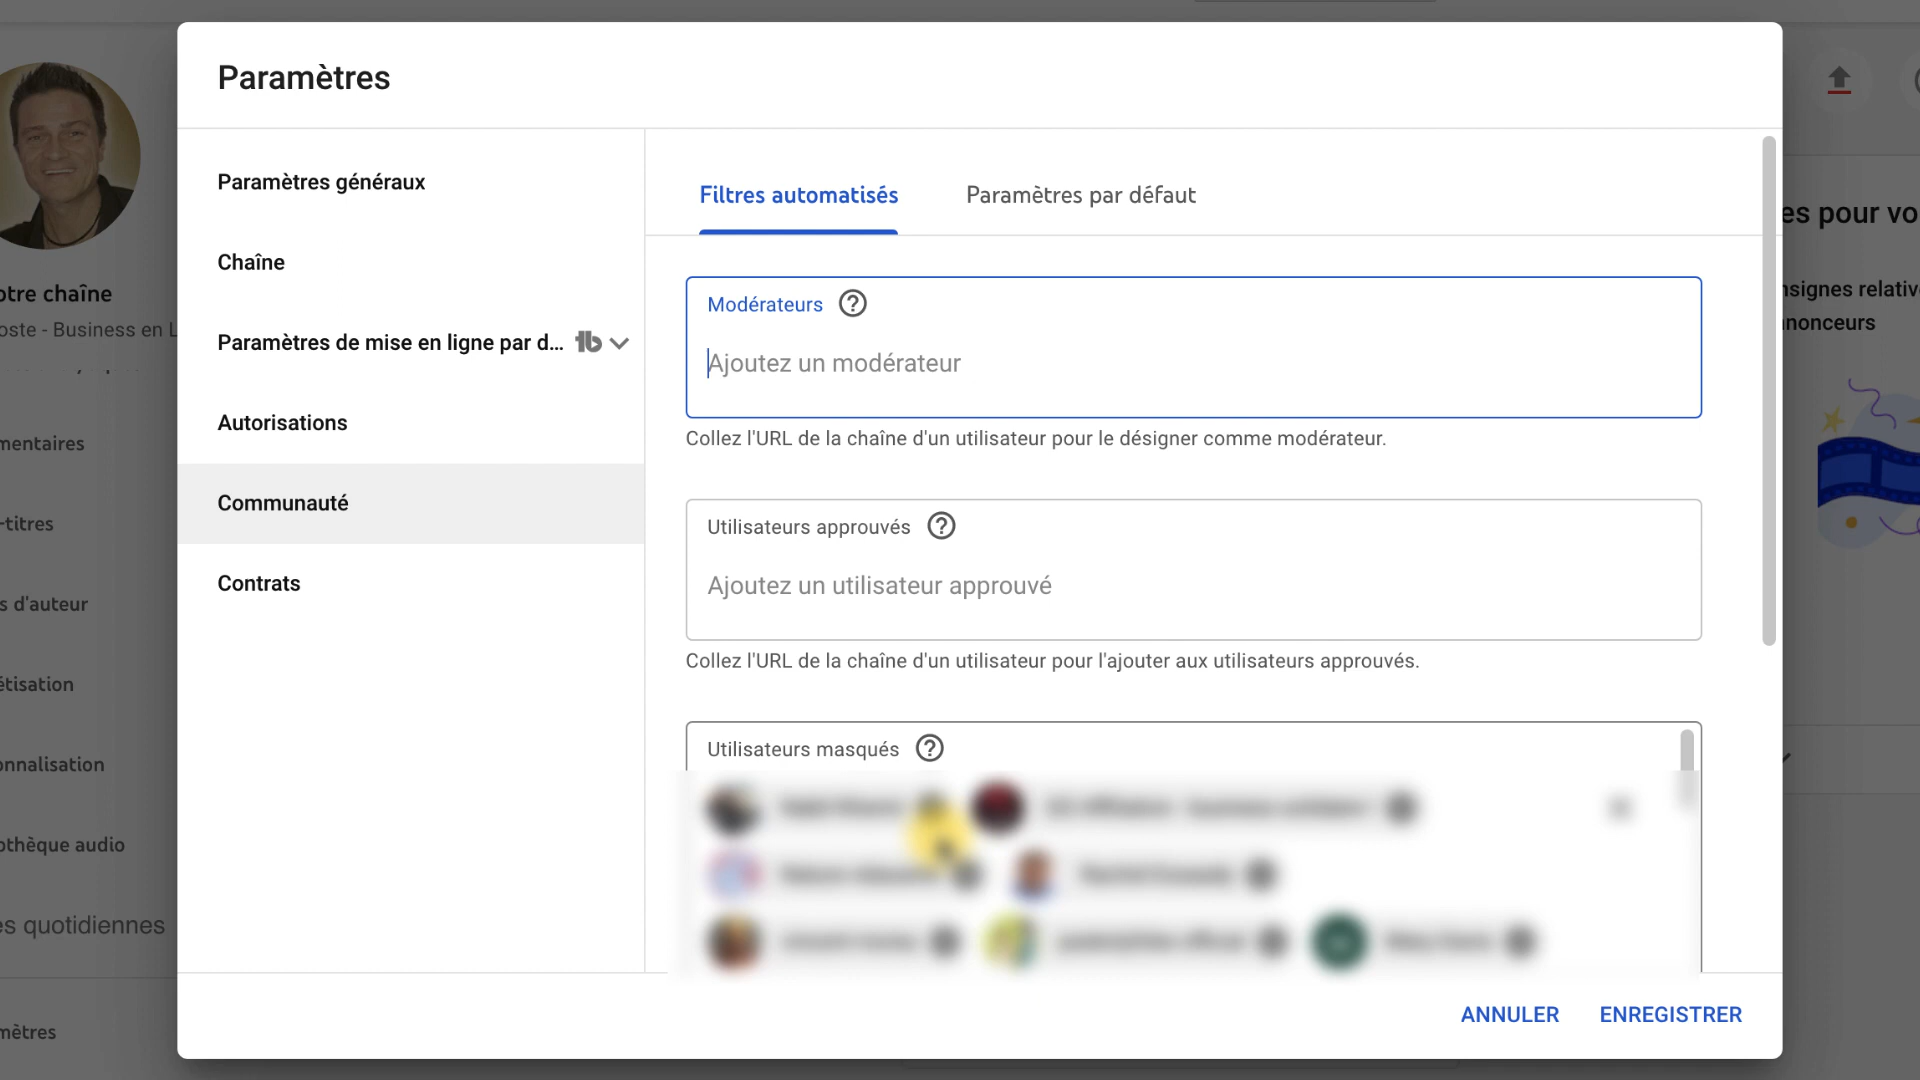 Paramètres
Paramètres généraux
Chaîne
Paramètres de mise en ligne par d... tb
Autorisations
Communauté
Contrats
Filtres automatisés
Paramètres par défaut
Modérateurs ?
Ajoutez un modérateur
Collez l'URL de la chaîne d'un utilisateur pour le désigner comme modérateur.
Utilisateurs approuvés ?
Ajoutez un utilisateur approuvé
Collez l'URL de la chaîne d'un utilisateur pour l'ajouter aux utilisateurs approuvés.
Utilisateurs masqués ?
ANNULER
ENREGISTRER
otre chaîne
oste - Business en L
mentaires
-titres
s d'auteur
étisation
onnalisation
othèque audio
es quotidiennes
mètres
es pour vo
nsignes relativ
nnonceurs